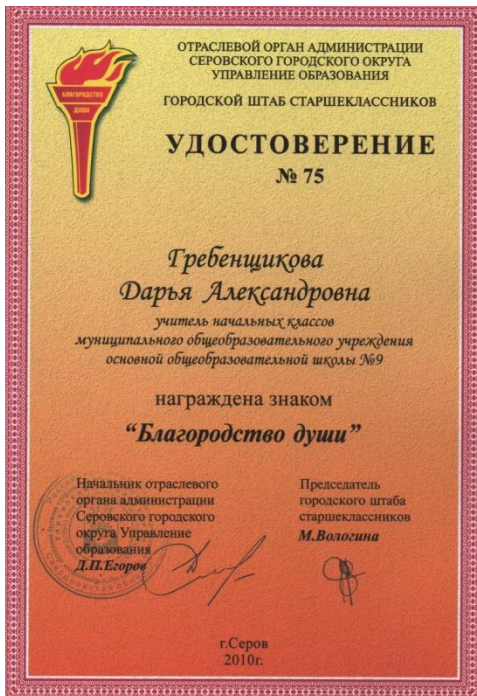 БЛАГОРОДСТВО
ДУШИ
ОТРАСЛЕВОЙ ОРГАН АДМИНИСТРАЦИИ
СЕРОВСКОГО ГОРОДСКОГО ОКРУГА
УПРАВЛЕНИЕ ОБРАЗОВАНИЯ
ГОРОДСКОЙ ШТАБ СТАРШЕКЛАССНИКОВ
УДОСТОВЕРЕНИЕ
№ 75
Гребенщикова
Дарья Александровна
учитель начальных классов
муниципального общеобразовательного учреждения
основной общеобразовательной школы №9
награждена знаком
“Благородство души”
Начальник отраслевого
органа администрации
Серовского городского
округа Управление
образования
Д.П.Егоров
Председатель
городского штаба
старшеклассников
М.Вологина
г.Серов
2010г.